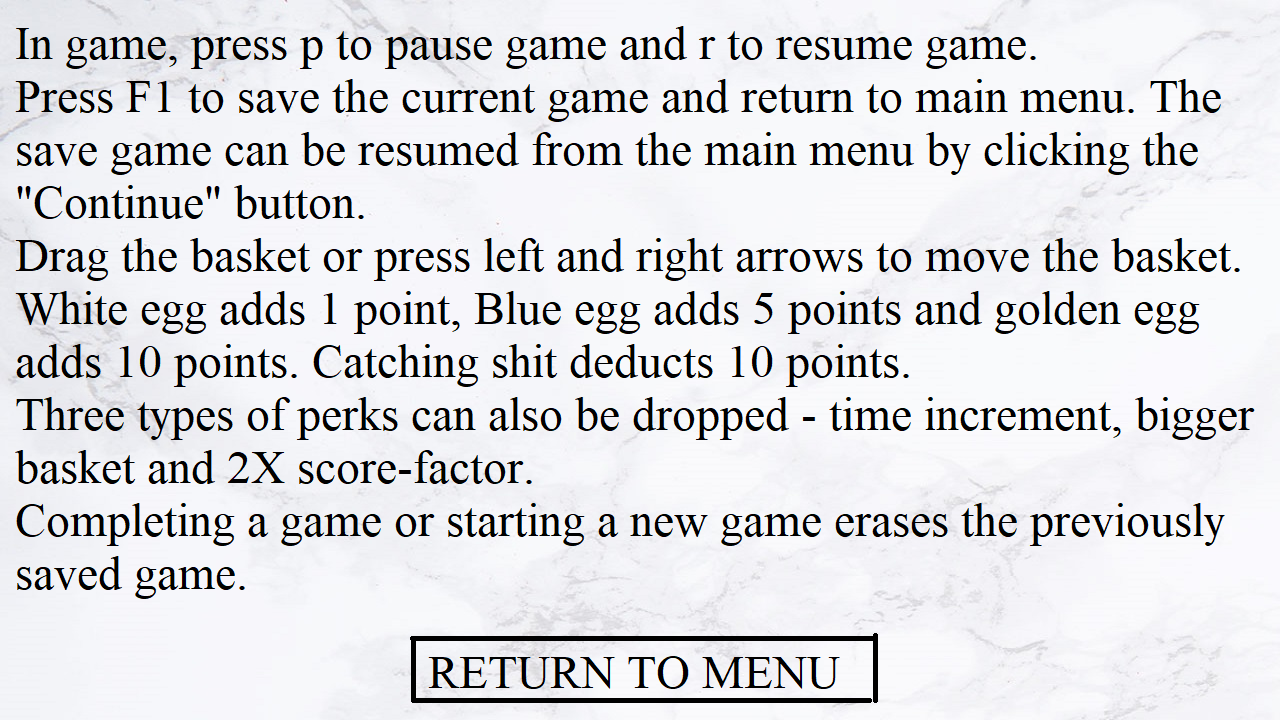 In game, press p to pause game and r to resume game.
Press F1 to save the current game and return to main menu. The
save game can be resumed from the main menu by clicking the
"Continue" button.
Drag the basket or press left and right arrows to move the basket.
White egg adds 1 point, Blue egg adds 5 points and golden egg
adds 10 points. Catching shit deducts 10 points.
Three types of perks can also be dropped - time increment, bigger
basket and 2X score-factor.
Completing a game or starting a new game erases the previously
saved game.
RETURN TO MENU